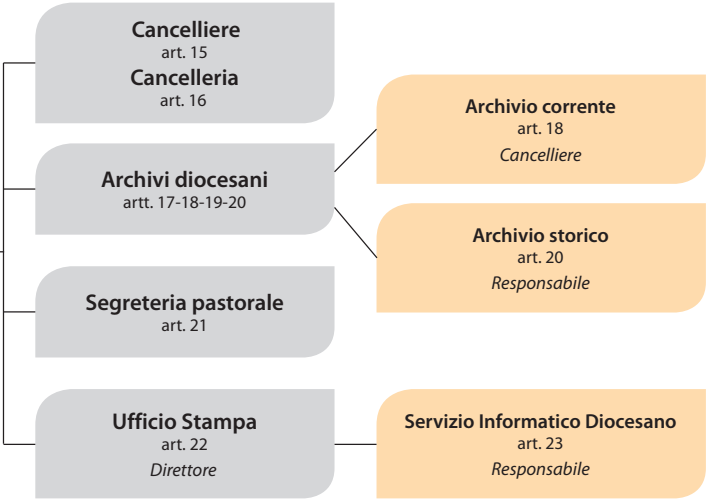 Cancelliere
art. 15
Cancelleria
art. 16
Archivi diocesani
artt. 17-18-19-20
Archivio corrente
art. 18
Cancelliere
Archivio storico
art. 20
Responsabile
Segreteria pastorale
art. 21
Ufficio Stampa
art. 22
Direttore
Servizio Informatico Diocesano
art. 23
Responsabile